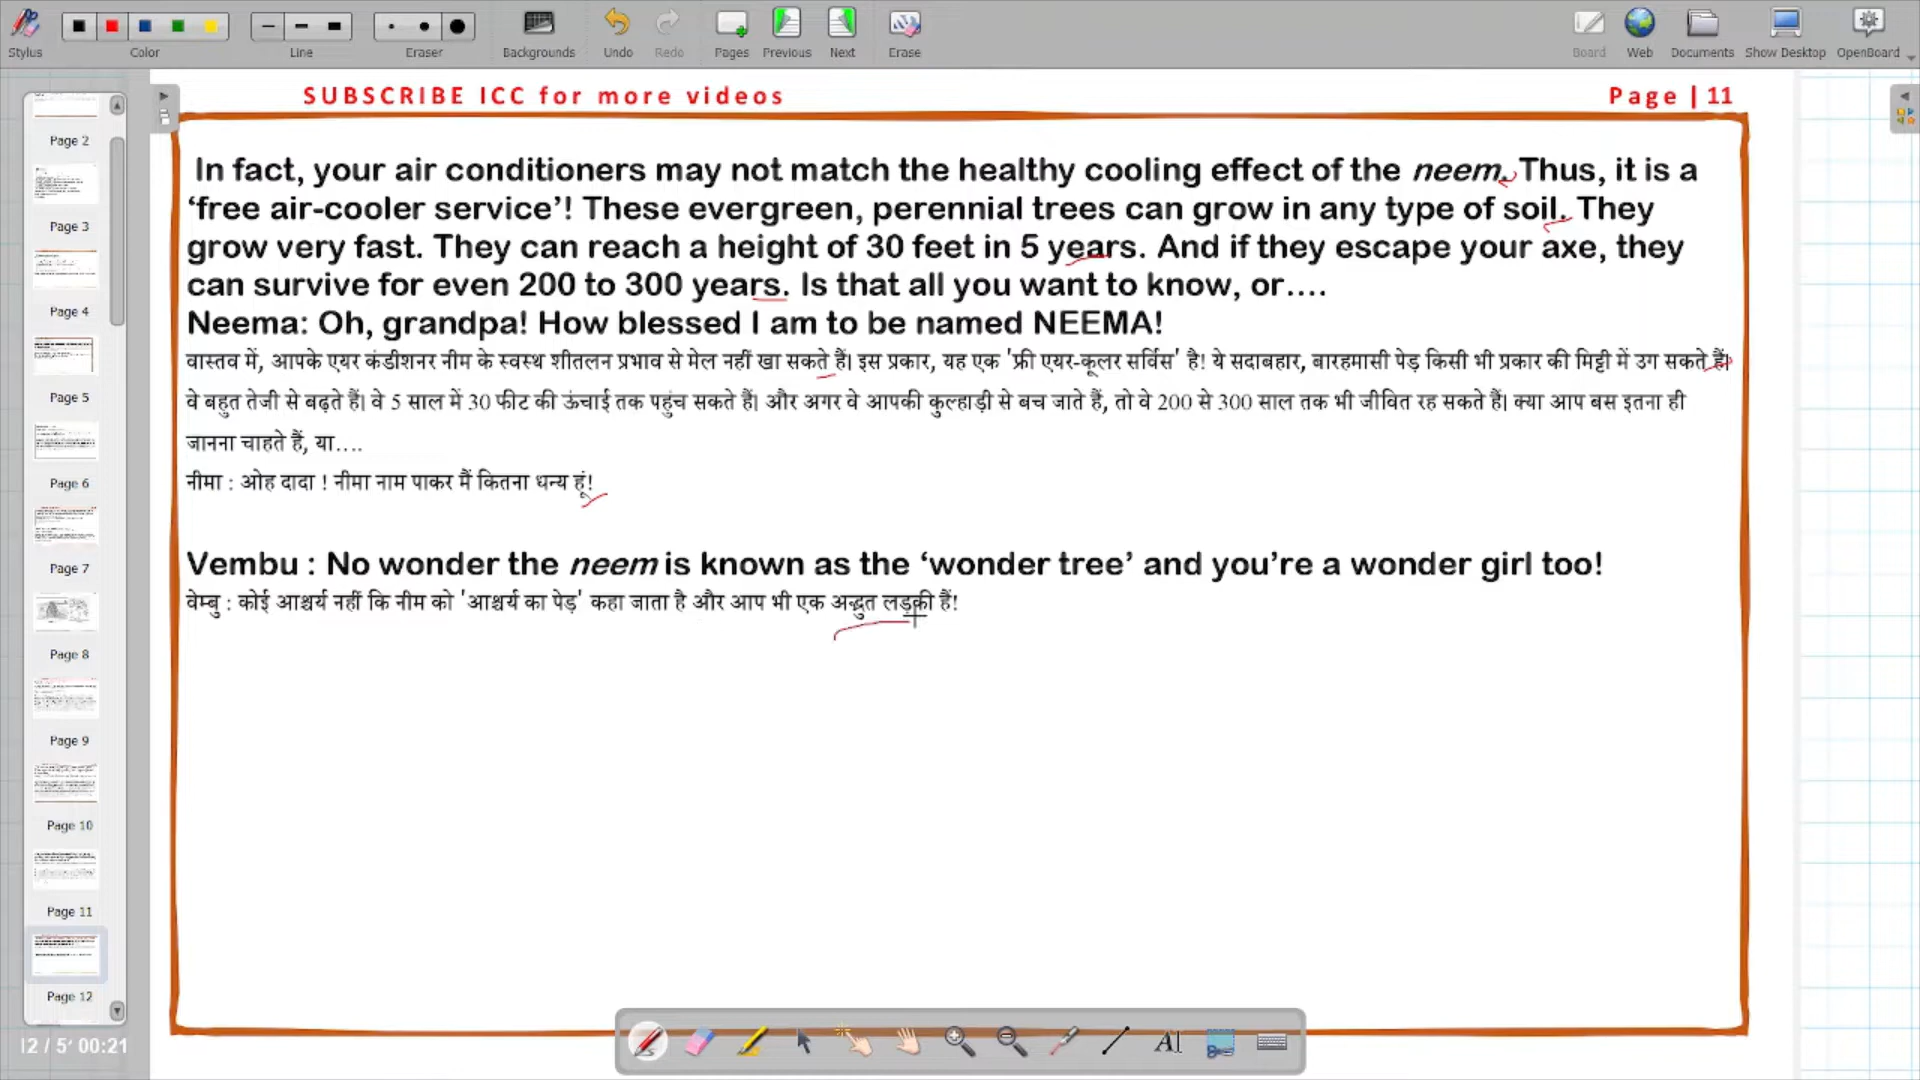 Stylus
Color
Line
Eraser
Backgrounds
Undo
Redo
Pages
Previous
Next
Erase
Board
Web
Documents
Show Desktop
OpenBoard
SUBSCRIBE ICC for more videos
Page | 11
In fact, your air conditioners may not match the healthy cooling effect of the neem. Thus, it is a
‘free air-cooler service’! These evergreen, perennial trees can grow in any type of soil. They
grow very fast. They can reach a height of 30 feet in 5 years. And if they escape your axe, they
can survive for even 200 to 300 years. Is that all you want to know, or....
Neema: Oh, grandpa! How blessed I am to be named NEEMA!
वास्तव में, आपके एयर कंडीशनर नीम के स्वस्थ शीतलन प्रभाव से मेल नहीं खा सकते हैं। इस प्रकार, यह एक 'फ्री एयर-कूलर सर्विस' है! ये सदाबहार, बारहमासी पेड़ किसी भी प्रकार की मिट्टी में उग सकते हैं।
वे बहुत तेजी से बढ़ते हैं। वे 5 साल में 30 फीट की ऊंचाई तक पहुंच सकते हैं। और अगर वे आपकी कुल्हाड़ी से बच जाते हैं, तो वे 200 से 300 साल तक भी जीवित रह सकते हैं। क्या आप बस इतना ही
जानना चाहते हैं, या....
नीमा : ओह दादा ! नीमा नाम पाकर मैं कितना धन्य हूं!
Vembu : No wonder the neem is known as the ‘wonder tree’ and you’re a wonder girl too!
वेम्बु : कोई आश्चर्य नहीं कि नीम को 'आश्चर्य का पेड़' कहा जाता है और आप भी एक अद्भुत लड़की हैं!
Page 2
Page 3
Page 4
Page 5
Page 6
Page 7
Page 8
Page 9
Page 10
Page 11
Page 12
00:21